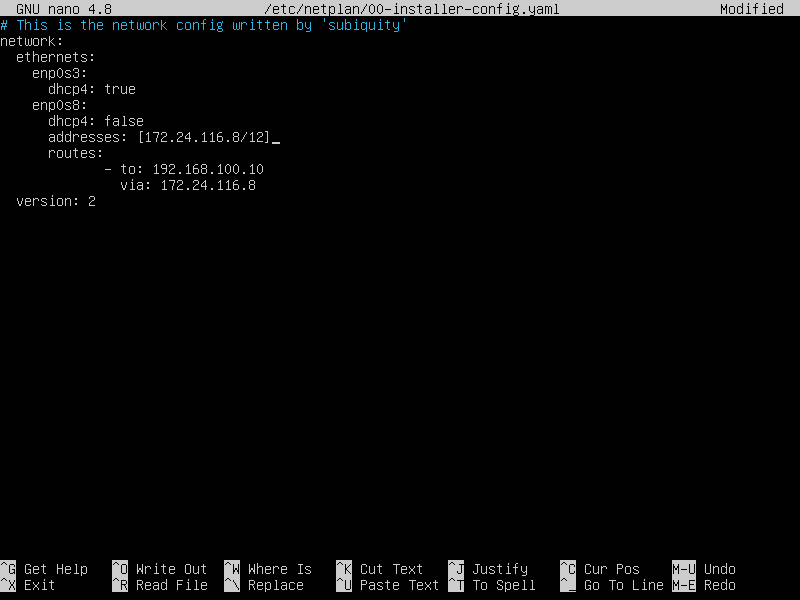 GNU nano 4.8 /etc/netplan/00-installer-config.yaml Modified
# This is the network config written by 'subiquity'
network:
  ethernets:
    enp0s3:
      dhcp4: true
    enp0s8:
      dhcp4: false
      addresses: [172.24.116.8/12]_
      routes:
             - to: 192.168.100.10
               via: 172.24.116.8
  version: 2
^G Get Help ^O Write Out ^W Where Is ^K Cut Text ^J Justify ^C Cur Pos M-U Undo
^X Exit ^R Read File ^\ Replace ^U Paste Text ^T To Spell ^_ Go To Line M-E Redo